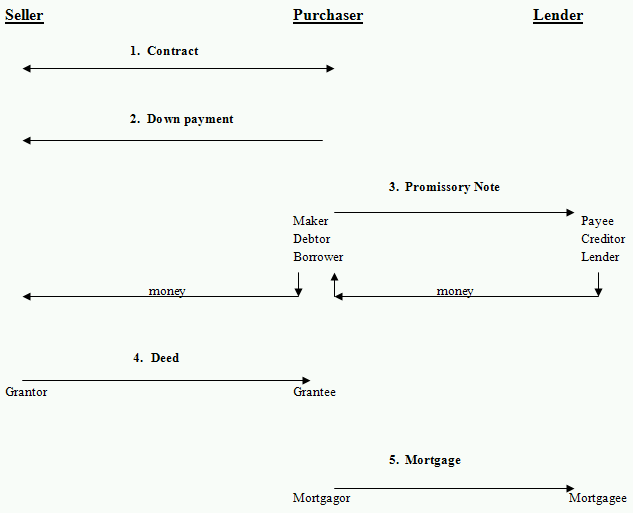 Seller Purchaser Lender
1. Contract
2. Down payment
3. Promissory Note
Maker Payee
Debtor Creditor
Borrower Lender
money money
4. Deed
Grantor Grantee
5. Mortgage
Mortgagor Mortgagee